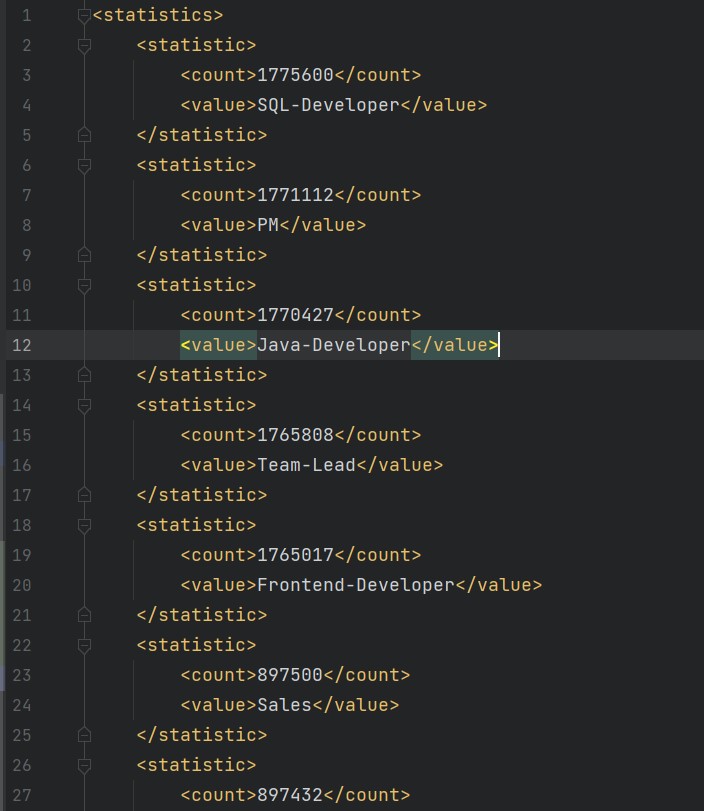 1 <statistics>
2 <statistic>
3 <count>1775600</count>
4 <value>SQL-Developer</value>
5 </statistic>
6 <statistic>
7 <count>1771112</count>
8 <value>PM</value>
9 </statistic>
10 <statistic>
11 <count>1770427</count>
12 <value>Java-Developer</value>
13 </statistic>
14 <statistic>
15 <count>1765808</count>
16 <value>Team-Lead</value>
17 </statistic>
18 <statistic>
19 <count>1765017</count>
20 <value>Frontend-Developer</value>
21 </statistic>
22 <statistic>
23 <count>897500</count>
24 <value>Sales</value>
25 </statistic>
26 <statistic>
27 <count>897432</count>